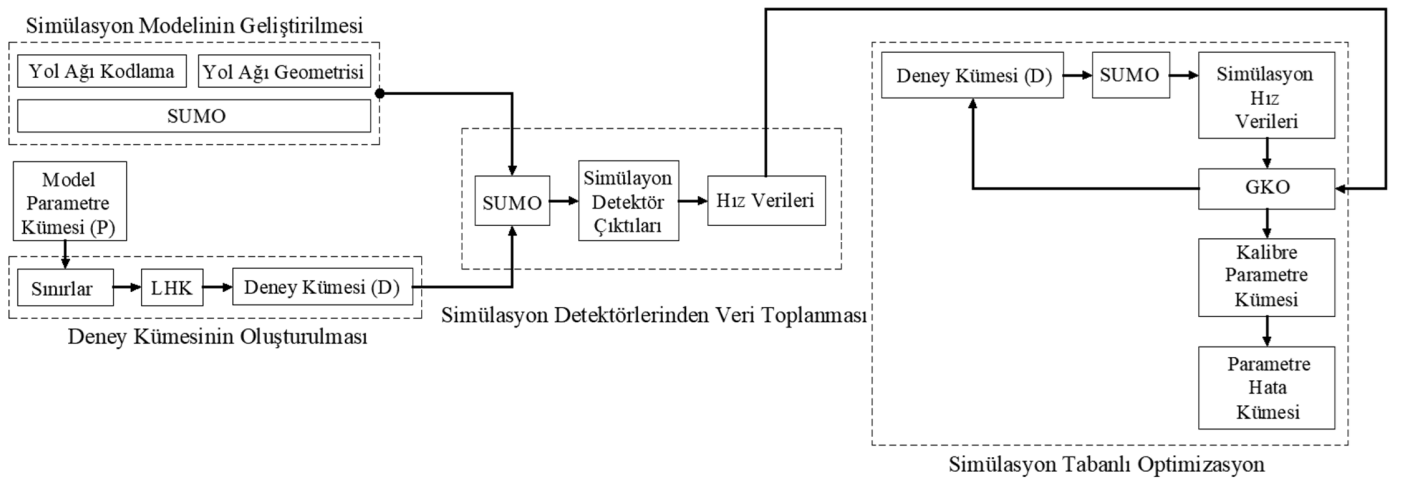 Simülasyon Modelinin Geliştirilmesi
Yol Ağı Kodlama
Yol Ağı Geometrisi
SUMO
Model
Parametre
Kümesi (P)
Sınırlar
LHK
Deney Kümesi (D)
Deney Kümesinin Oluşturulması
SUMO
Simülayon
Detektör
Çıktıları
Hız Verileri
Simülasyon Detektörlerinden Veri Toplanması
Deney Kümesi (D)
SUMO
Simülasyon
Hız
Verileri
GKO
Kalibre
Parametre
Kümesi
Parametre
Hata
Kümesi
Simülasyon Tabanlı Optimizasyon